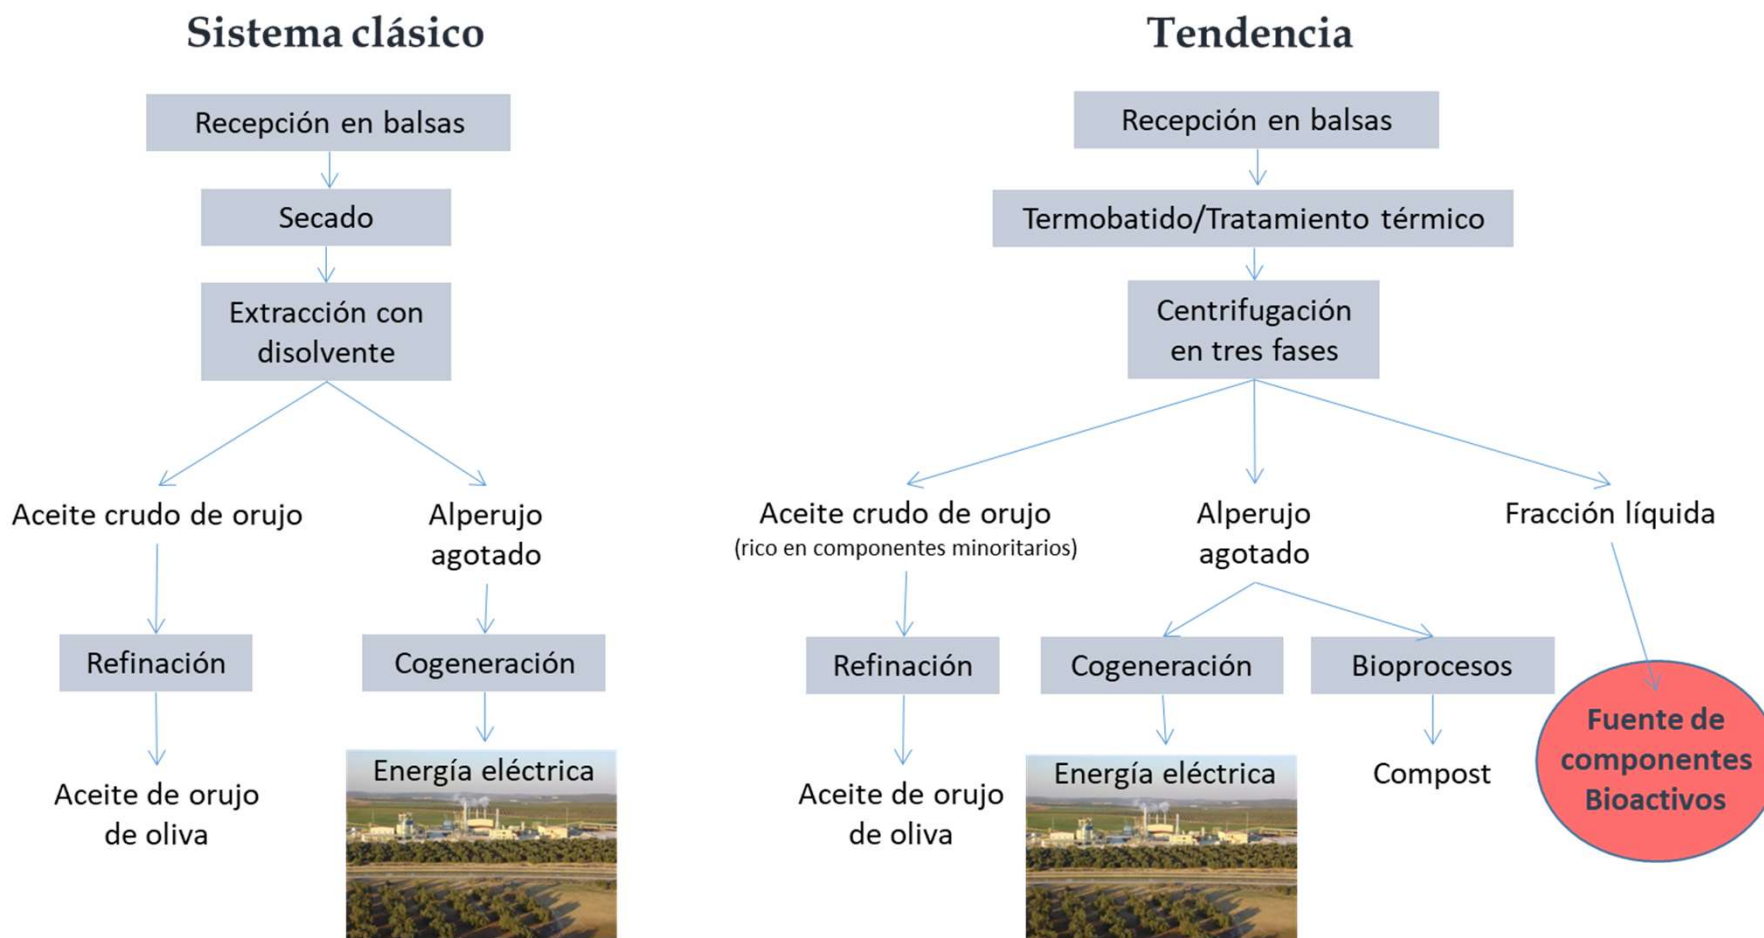 Sistema clásico
Recepción en balsas
Secado
Extracción con
disolvente
Aceite crudo de orujo
Alperujo
agotado
Refinación
Cogeneración
Aceite de orujo
de oliva
Energía eléctrica
Tendencia
Recepción en balsas
Termobatido/Tratamiento térmico
Centrifugación
en tres fases
Aceite crudo de orujo
(rico en componentes minoritarios)
Alperujo
agotado
Fracción líquida
Refinación
Cogeneración
Bioprocesos
Aceite de orujo
de oliva
Energía eléctrica
Compost
Fuente de
componentes
Bioactivos